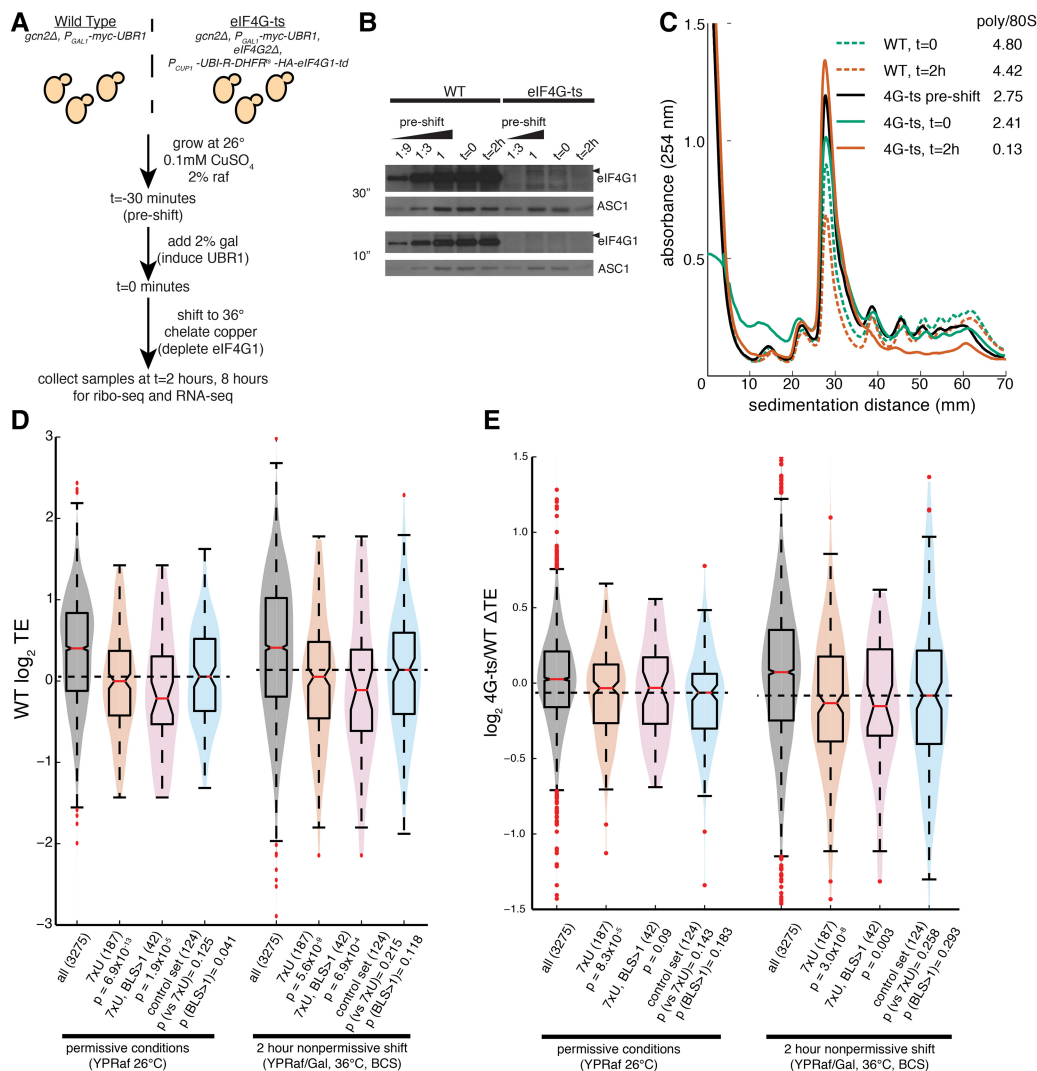 A
Wild Type
gcn2Δ, PGAL1-myc-UBR1
eIF4G-ts
gcn2Δ, PGAL1-myc-UBR1,
eIF4G2Δ,
PCUP1 -UBI-R-DHFRts -HA-eIF4G1-td
grow at 26°
0.1mM CuSO4
2% raf
t=-30 minutes
(pre-shift)
add 2% gal
(induce UBR1)
t=0 minutes
shift to 36°
chelate copper
(deplete eIF4G1)
collect samples at t=2 hours, 8 hours
for ribo-seq and RNA-seq
B
WT
eIF4G-ts
pre-shift
pre-shift
1:9
1:3
1
t=0
t=2h
1:3
1
t=0
t=2h
30”
eIF4G1
ASC1
10”
eIF4G1
ASC1
C
poly/80S
WT, t=0 4.80
WT, t=2h 4.42
4G-ts pre-shift 2.75
4G-ts, t=0 2.41
4G-ts, t=2h 0.13
absorbance (254 nm)
1.5
1.0
0.5
0 10 20 30 40 50 60 70
sedimentation distance (mm)
D
WT log2 TE
3
2
1
0
−1
−2
−3
all (3275)
7xU (187)
p = 6.9x10-13
7xU, BLS>1 (42)
p = 1.9x10-5
control set (124)
p (vs 7xU)= 0.125
p (BLS>1)= 0.041
all (3275)
7xU (187)
p = 5.6x10-9
7xU, BLS>1 (42)
p = 6.9x10-4
control set (124)
p (vs 7xU)= 0.215
p (BLS>1)= 0.118
permissive conditions
(YPRaf 26°C)
2 hour nonpermissive shift
(YPRaf/Gal, 36°C, BCS)
E
log2 4G-ts/WT ΔTE
1.5
1.0
0.5
0.0
−0.5
−1.0
−1.5
all (3275)
7xU (187)
p = 8.3x10-5
7xU, BLS>1 (42)
p = 0.09
control set (124)
p (vs 7xU)= 0.143
p (BLS>1)= 0.183
all (3275)
7xU (187)
p = 3.0x10-8
7xU, BLS>1 (42)
p = 0.003
control set (124)
p (vs 7xU)= 0.258
p (BLS>1)= 0.293
permissive conditions
(YPRaf 26°C)
2 hour nonpermissive shift
(YPRaf/Gal, 36°C, BCS)